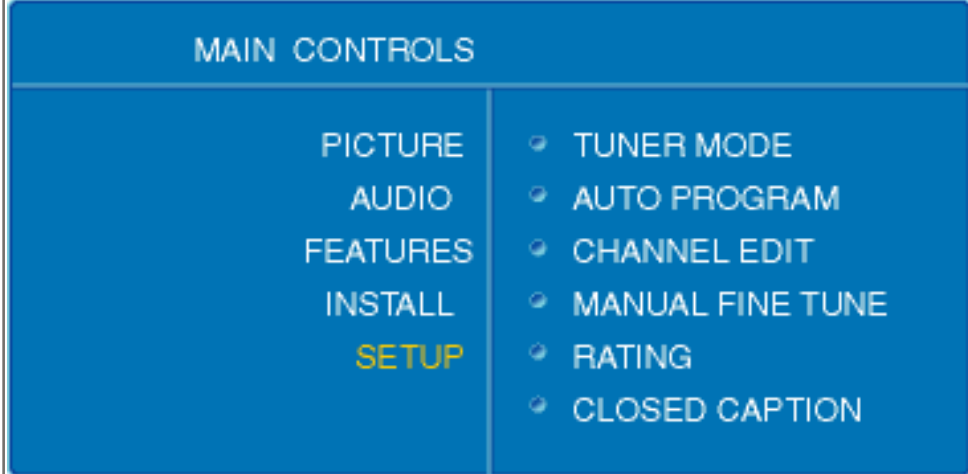 MAIN CONTROLS
PICTURE
AUDIO
FEATURES
INSTALL
SETUP
TUNER MODE
AUTO PROGRAM
CHANNEL EDIT
MANUAL FINE TUNE
RATING
CLOSED CAPTION